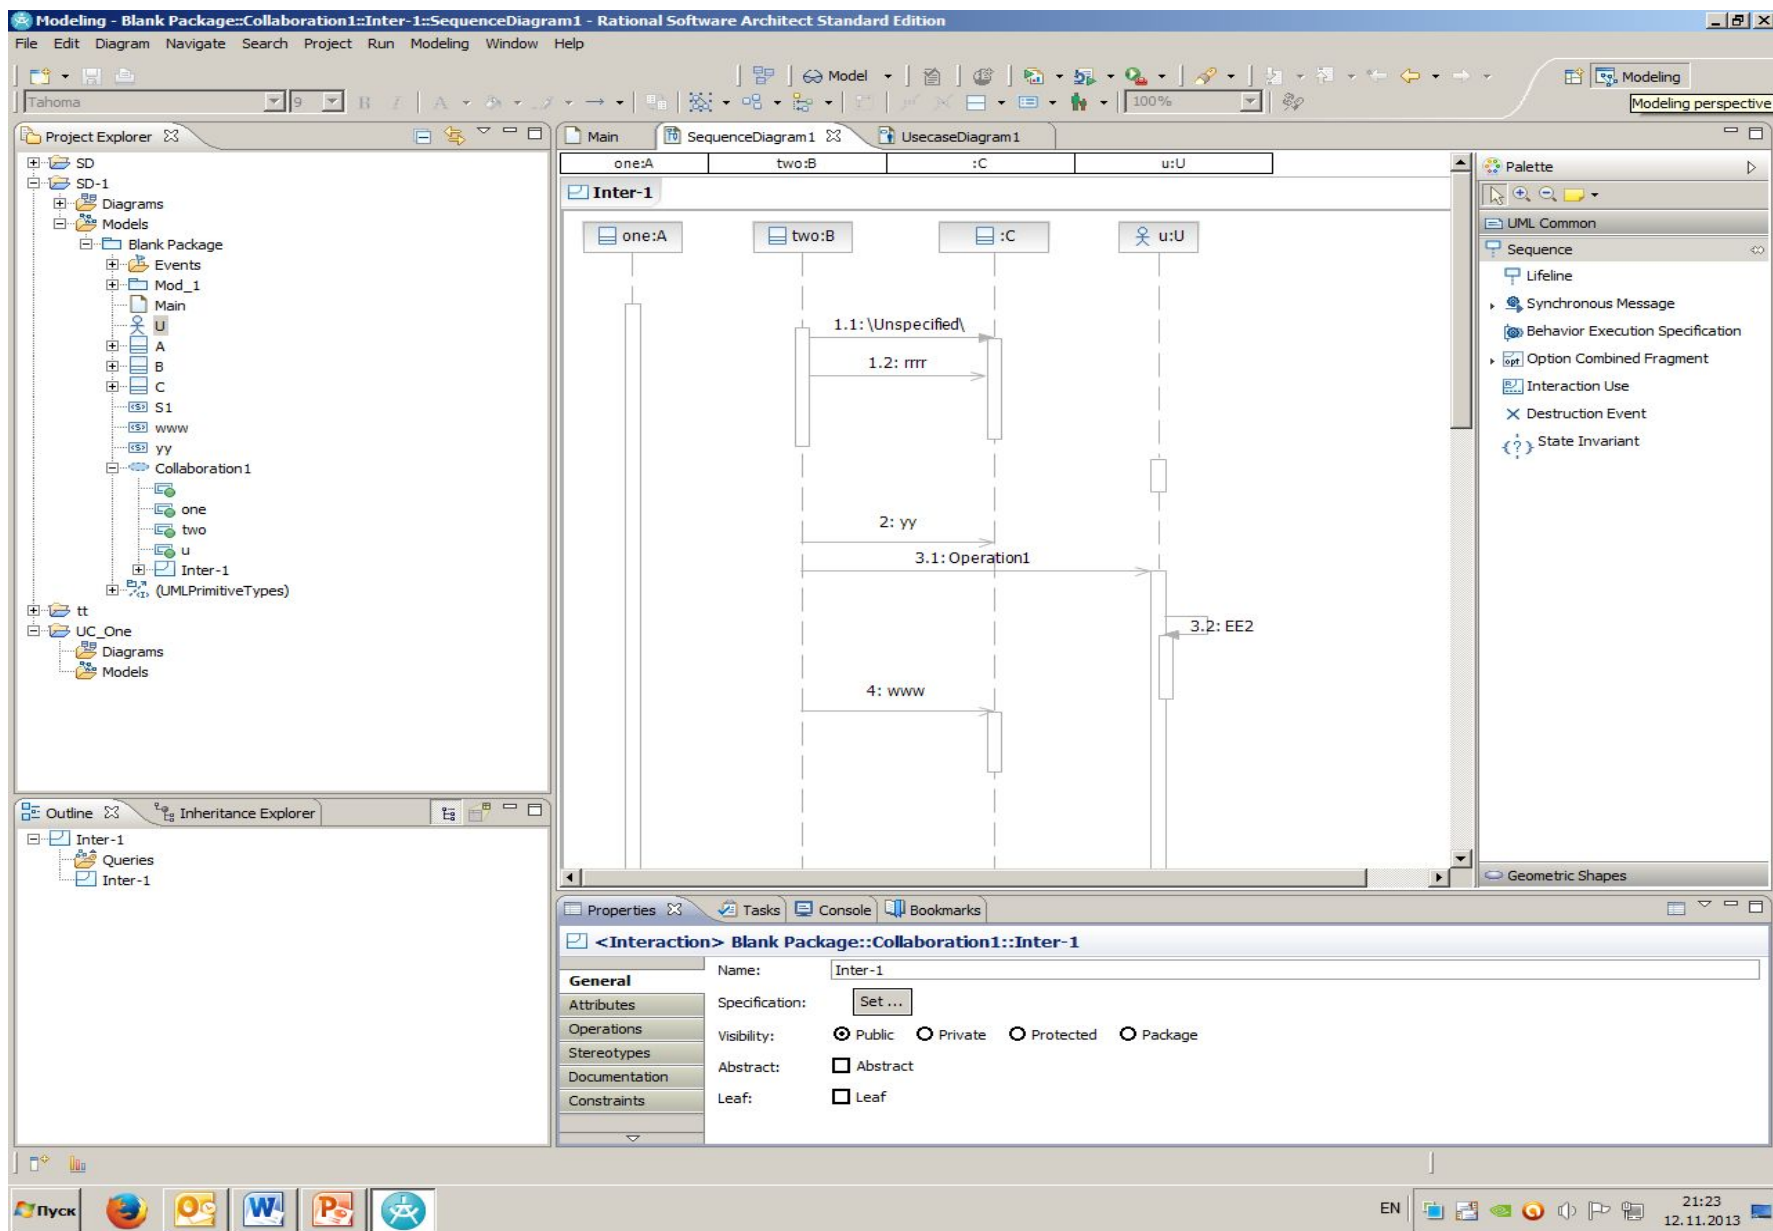 Modeling - Blank Package::Collaboration1::Inter-1::SequenceDiagram1 - Rational Software Architect Standard Edition
File Edit Diagram Navigate Search Project Run Modeling Window Help
Model
Modeling
Tahoma
9
B I A
100%
Modeling perspective
Project Explorer
SD
SD-1
Diagrams
Models
Blank Package
Events
Mod_1
Main
U
A
B
C
S1
www
yy
Collaboration1
one
two
u
Inter-1
(UMLPrimitiveTypes)
tt
UC_One
Diagrams
Models
Outline
Inheritance Explorer
Inter-1
Queries
Inter-1
Main
SequenceDiagram1
UsecaseDiagram1
one:A two:B :C u:U
Inter-1
one:A two:B :C u:U
1.1: \Unspecified\
1.2: rrrr
2: yy
3.1: Operation1
3.2: EE2
4: www
Palette
UML Common
Sequence
Lifeline
Synchronous Message
Behavior Execution Specification
opt Option Combined Fragment
Interaction Use
Destruction Event
{?} State Invariant
Geometric Shapes
Properties
Tasks
Console
Bookmarks
<Interaction> Blank Package::Collaboration1::Inter-1
General
Attributes
Operations
Stereotypes
Documentation
Constraints
Name: Inter-1
Specification: Set ...
Visibility: Public Private Protected Package
Abstract: Abstract
Leaf: Leaf
Пуск
EN
21:23
12.11.2013